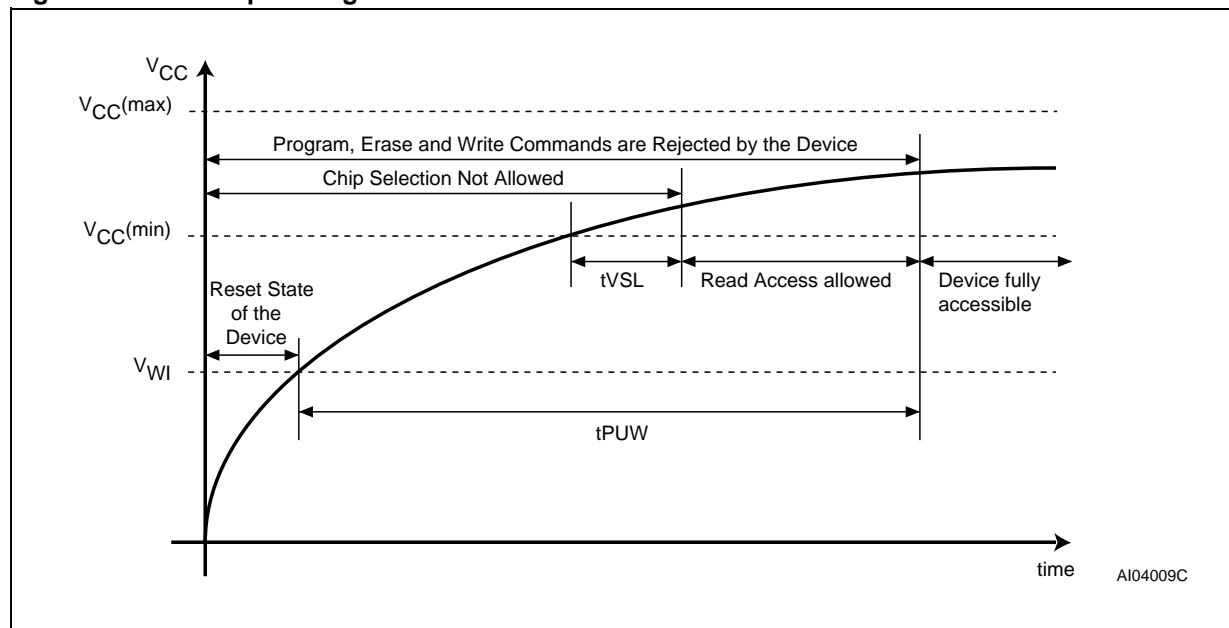 VCC
VCC(max)
Program, Erase and Write Commands are Rejected by the Device
Chip Selection Not Allowed
VCC(min)
tVSL
Read Access allowed
Device fully
accessible
Reset State
of the
Device
VWI
tPUW
time
AI04009C